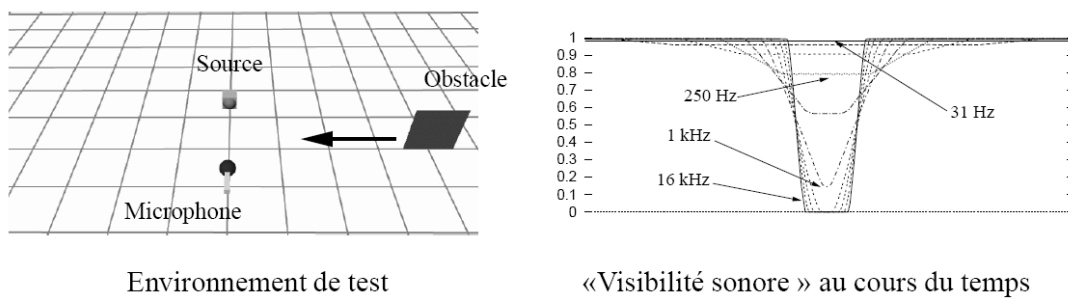 Source
Obstacle
Microphone
Environnement de test
1
0.9
0.8
0.7
0.6
0.5
0.4
0.3
0.2
0.1
0
250 Hz
31 Hz
1 kHz
16 kHz
«Visibilité sonore » au cours du temps